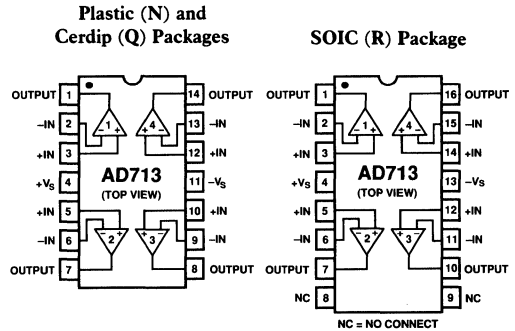 Plastic (N) and
Cerdip (Q) Packages
OUTPUT 1 14 OUTPUT
–IN 2 – 1 + + 4 – 13 –IN
+IN 3 12 +IN
+VS 4 AD713 11 –VS
(TOP VIEW)
+IN 5 10 +IN
–IN 6 – 2 + + 3 – 9 –IN
OUTPUT 7 8 OUTPUT
SOIC (R) Package
OUTPUT 1 16 OUTPUT
–IN 2 – 1 + + 4 – 15 –IN
+IN 3 14 +IN
+VS 4 AD713 13 –VS
(TOP VIEW)
+IN 5 12 +IN
–IN 6 – 2 + + 3 – 11 –IN
OUTPUT 7 10 OUTPUT
NC 8 9 NC
NC = NO CONNECT